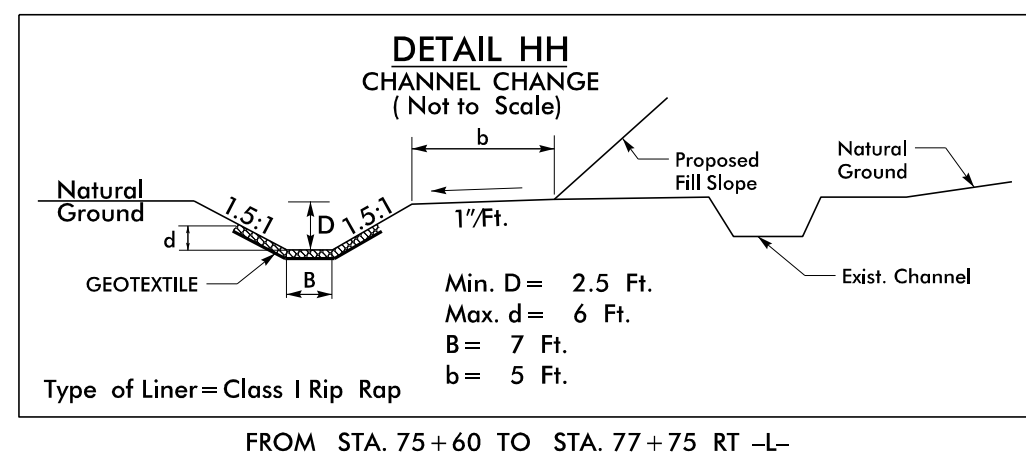 DETAIL HH
CHANNEL CHANGE
( Not to Scale)
b
Natural
Ground
Proposed
Fill Slope
Natural
Ground
1.5:1
D
1.5:1
1"/Ft.
d
B
GEOTEXTILE
Exist. Channel
Min. D = 2.5 Ft.
Max. d = 6 Ft.
B = 7 Ft.
b = 5 Ft.
Type of Liner = Class I Rip Rap
FROM STA. 75+60 TO STA. 77+75 RT -L-